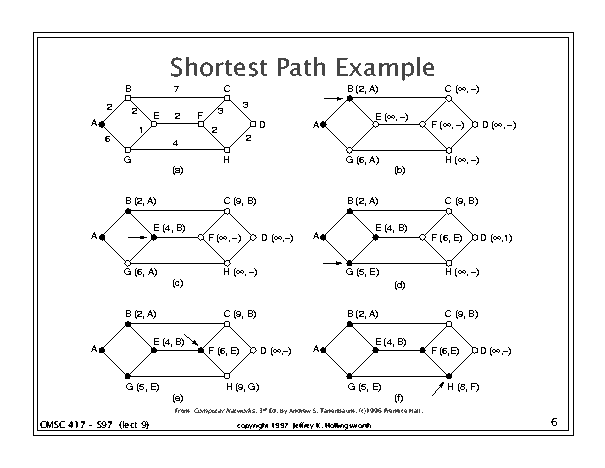 Shortest Path Example
B 7 C
2 2 3 3
A E 2 F D
6 1 2 2
G 4 H
(a)
B (2, A) C (∞, –)
A E (∞, –) F (∞, –) D (∞, –)
G (6, A) H (∞, –)
(b)
B (2, A) C (9, B)
A E (4, B) F (∞, –) D (∞, –)
G (6, A) H (∞, –)
(c)
B (2, A) C (9, B)
A E (4, B) F (6, E) D (∞,1)
G (5, E) H (∞, –)
(d)
B (2, A) C (9, B)
A E (4, B) F (6, E) D (∞, –)
G (5, E) H (9, G)
(e)
B (2, A) C (9, B)
A E (4, B) F (6,E) D (∞, –)
G (5, E) H (8, F)
(f)
From: Computer Networks, 3rd Ed. by Andrew S. Tanenbaum, (c)1996 Prentice Hall.
CMSC 417 - S97 (lect 9) copyright 1997 Jeffrey K. Hollingsworth 6